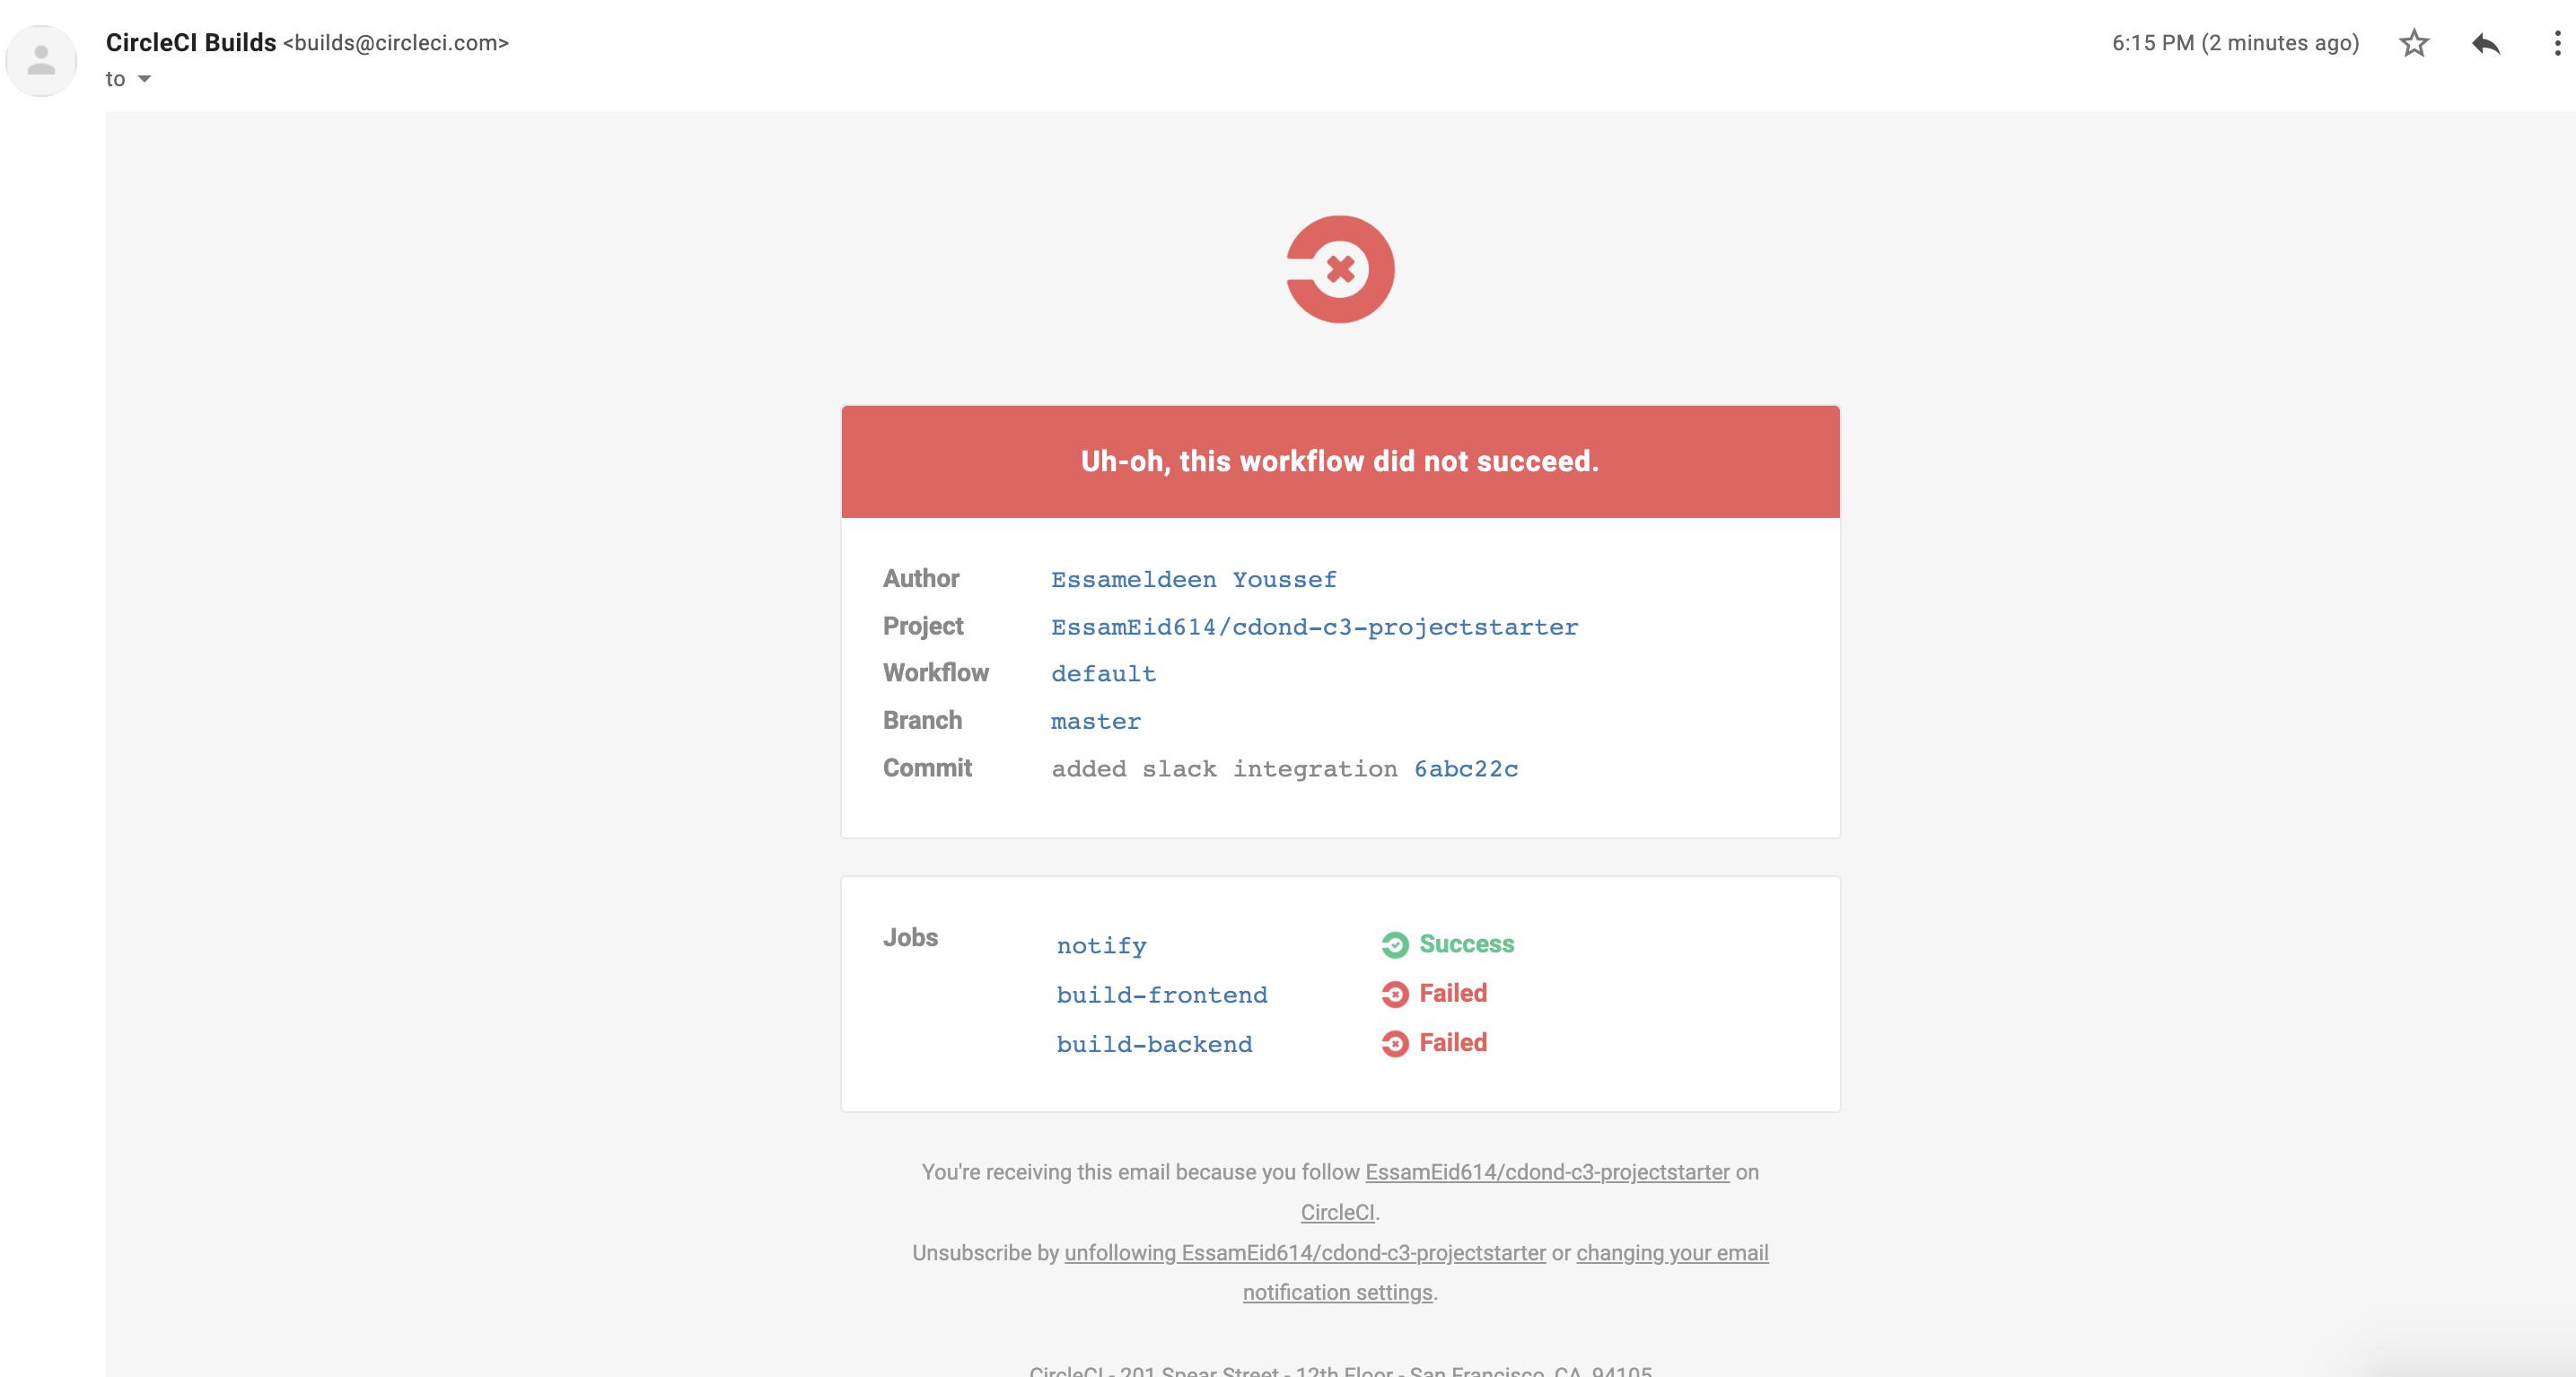 CircleCI Builds <builds@circleci.com>
6:15 PM (2 minutes ago)
to
Uh-oh, this workflow did not succeed.
Author Essameldeen Youssef
Project EssamEid614/cdond-c3-projectstarter
Workflow default
Branch master
Commit added slack integration 6abc22c
Jobs notify Success
build-frontend Failed
build-backend Failed
You're receiving this email because you follow EssamEid614/cdond-c3-projectstarter on
CircleCI.
Unsubscribe by unfollowing EssamEid614/cdond-c3-projectstarter or changing your email
notification settings.
CircleCI - 201 Spear Street - 12th Floor - San Francisco, CA, 94105